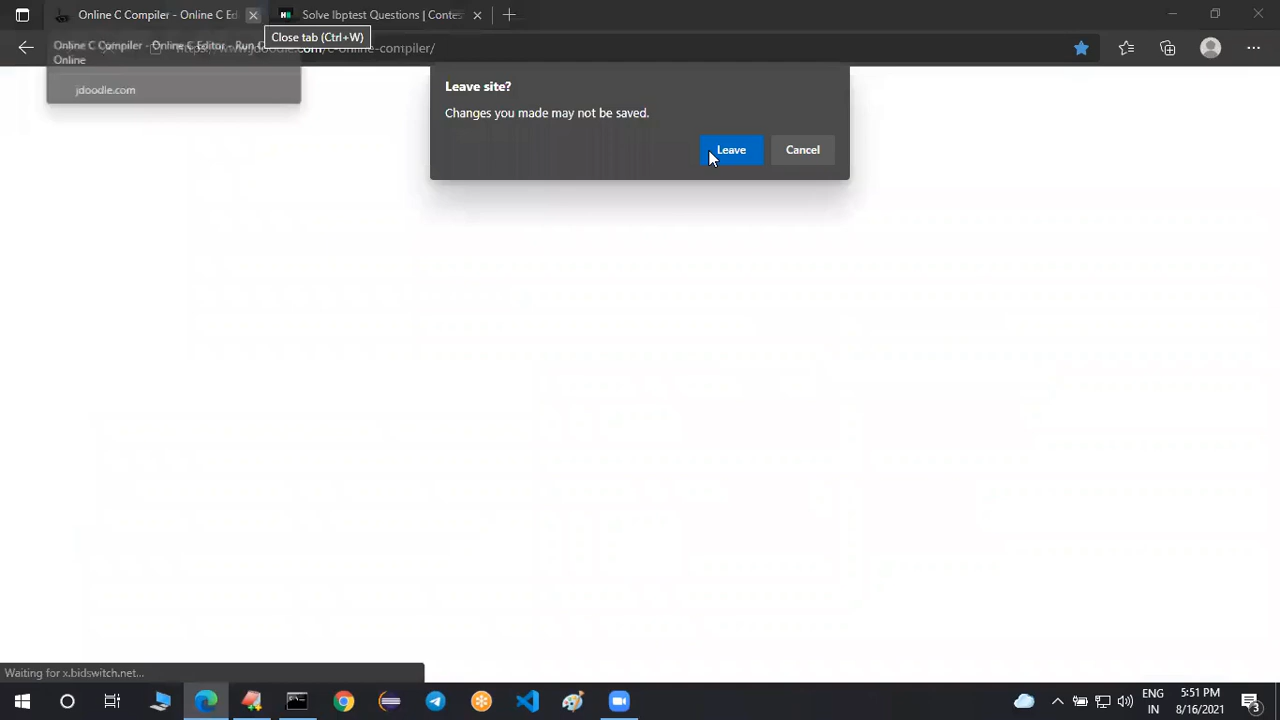 Online C Compiler - Online C Ed
Solve lbptest Questions | Contes
Close tab (Ctrl+W)
Online C Compiler - Online C Editor - Run C
Online
jdoodle.com
-online-compiler/
Leave site?
Changes you made may not be saved.
Leave
Cancel
Waiting for x.bidswitch.net...
ENG
IN
5:51 PM
8/16/2021
3